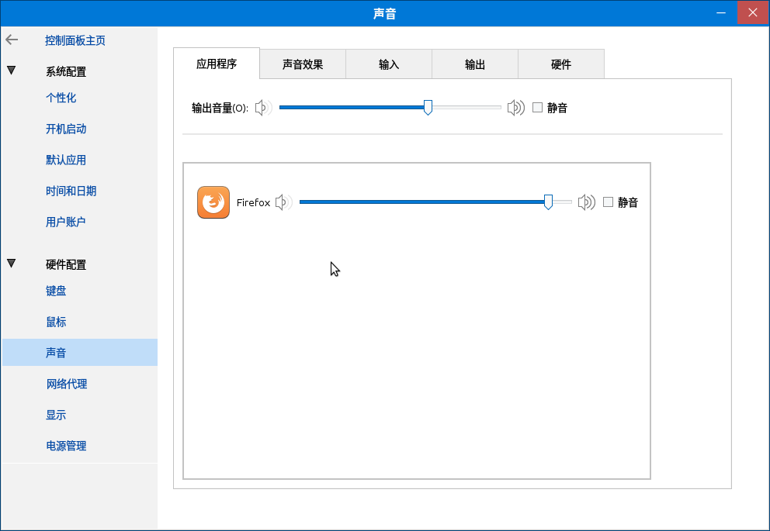 声音
控制面板主页
系统配置
个性化
开机启动
默认应用
时间和日期
用户账户
硬件配置
键盘
鼠标
声音
网络代理
显示
电源管理
应用程序
声音效果
输入
输出
硬件
输出音量(O):
静音
Firefox
静音